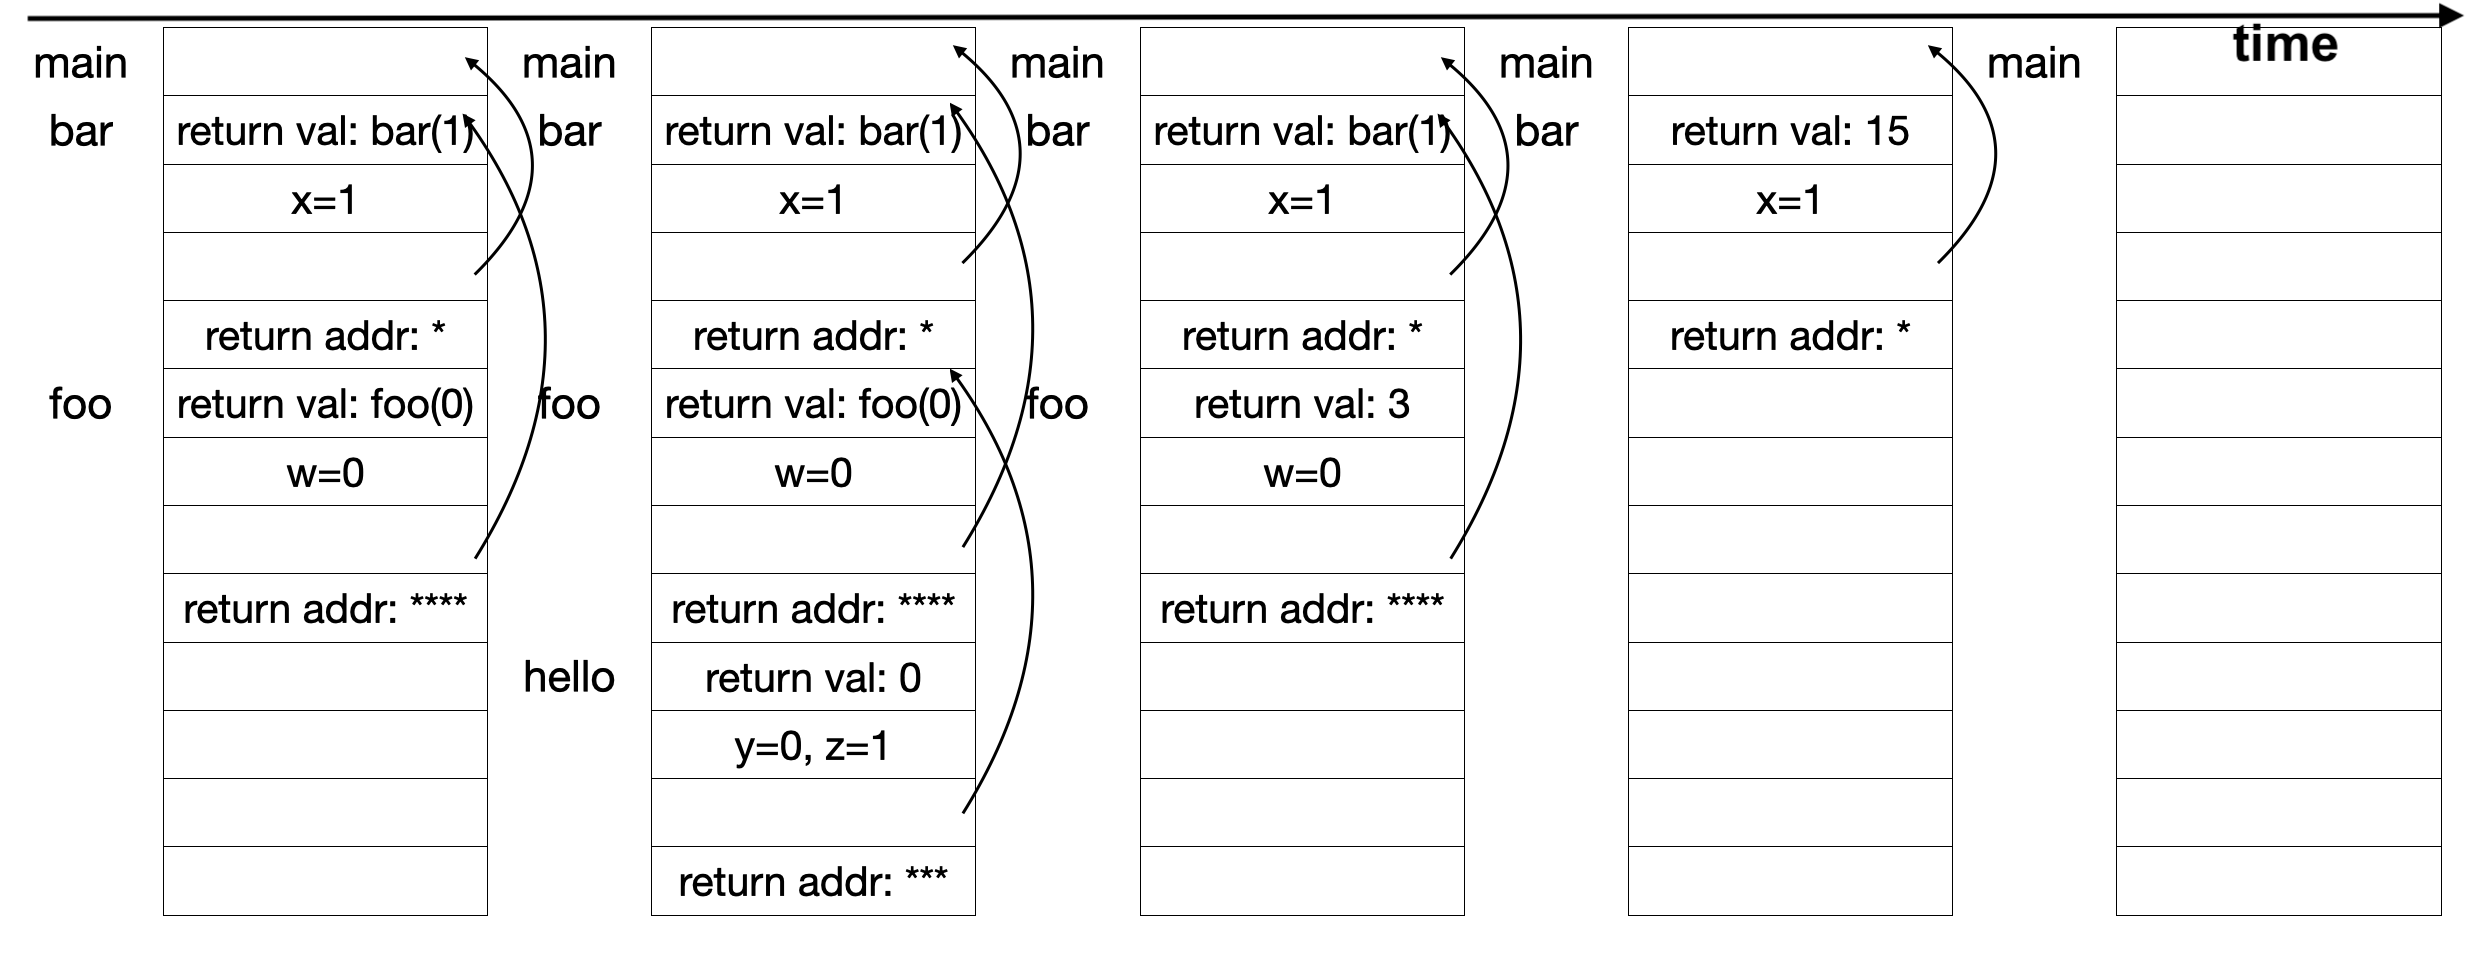 time
main main main main main
bar return val: bar(1) bar return val: bar(1) bar return val: bar(1) bar return val: 15
x=1 x=1 x=1 x=1
return addr: * return addr: * return addr: * return addr: *
foo return val: foo(0) foo return val: foo(0) foo return val: 3
w=0 w=0 w=0
return addr: **** return addr: **** return addr: ****
hello return val: 0
y=0, z=1
return addr: ***